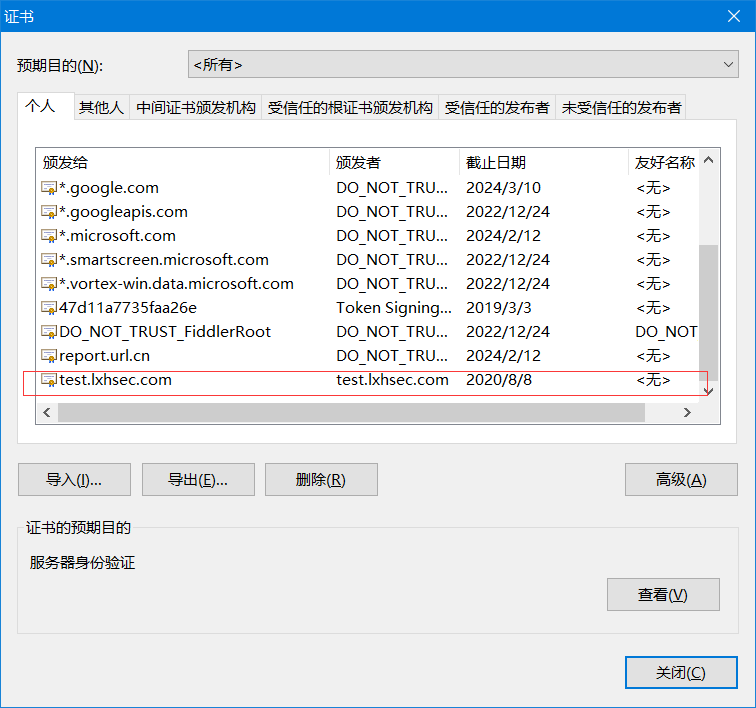 证书
预期目的(N):
<所有>
个人 其他人 中间证书颁发机构 受信任的根证书颁发机构 受信任的发布者 未受信任的发布者
颁发给 颁发者 截止日期 友好名称
*.google.com DO_NOT_TRU... 2024/3/10 <无>
*.googleapis.com DO_NOT_TRU... 2022/12/24 <无>
*.microsoft.com DO_NOT_TRU... 2024/2/12 <无>
*.smartscreen.microsoft.com DO_NOT_TRU... 2022/12/24 <无>
*.vortex-win.data.microsoft.com DO_NOT_TRU... 2022/12/24 <无>
47d11a7735faa26e Token Signing... 2019/3/3 <无>
DO_NOT_TRUST_FiddlerRoot DO_NOT_TRU... 2022/12/24 DO_NOT
report.url.cn DO_NOT_TRU... 2024/2/12 <无>
test.lxhsec.com test.lxhsec.com 2020/8/8 <无>
导入(I)... 导出(E)... 删除(R) 高级(A)
证书的预期目的
服务器身份验证
查看(V)
关闭(C)